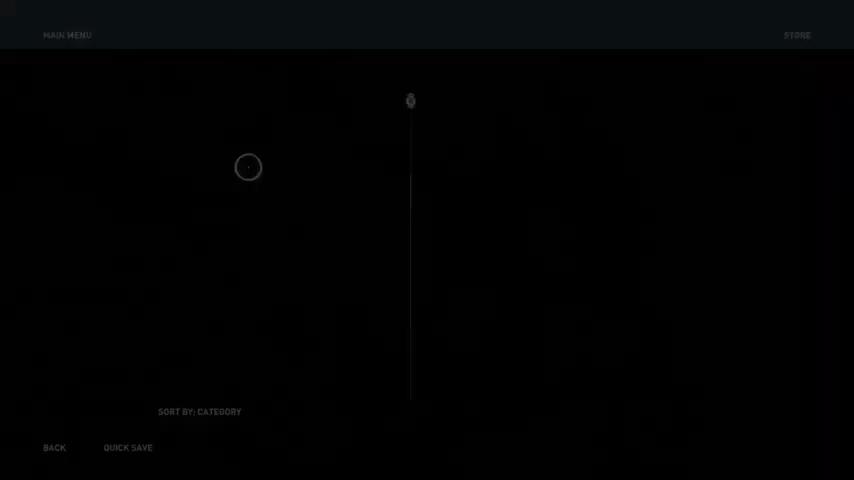 MAIN MENU
STORE
SORT BY: CATEGORY
BACK
QUICK SAVE